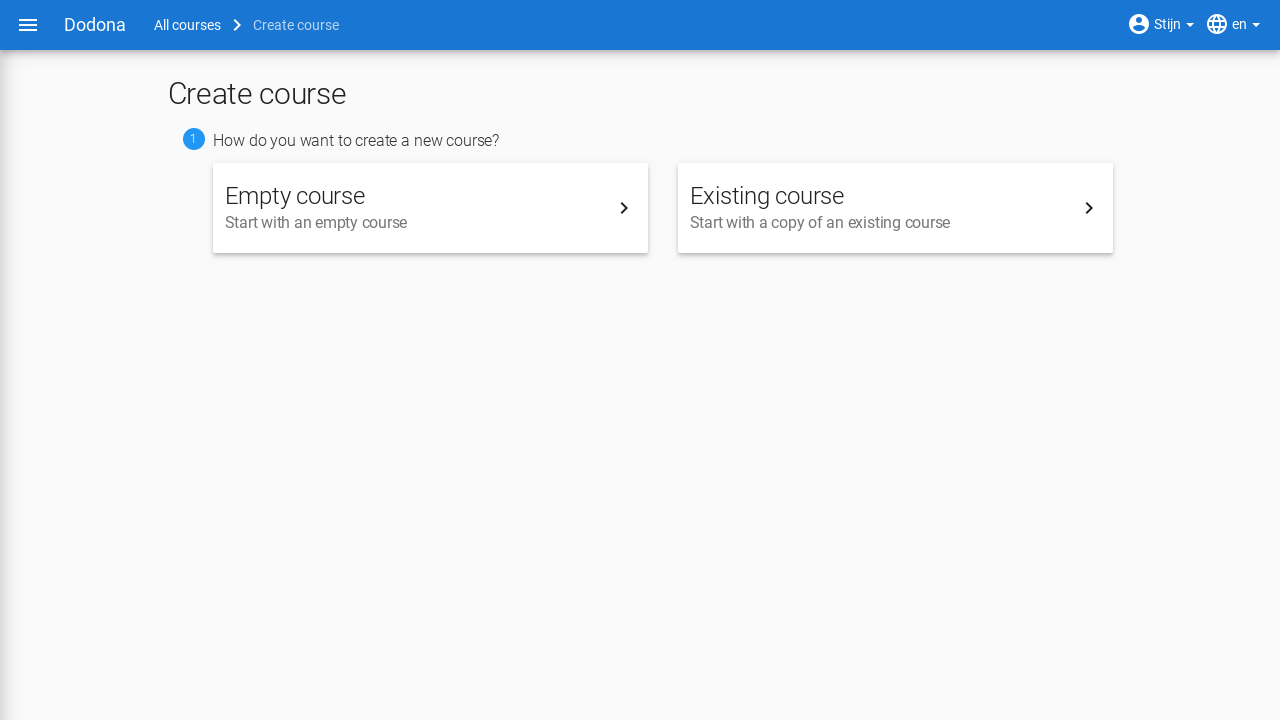 Dodona
All courses
Create course
Stijn
en
Create course
1
How do you want to create a new course?
Empty course
Start with an empty course
Existing course
Start with a copy of an existing course